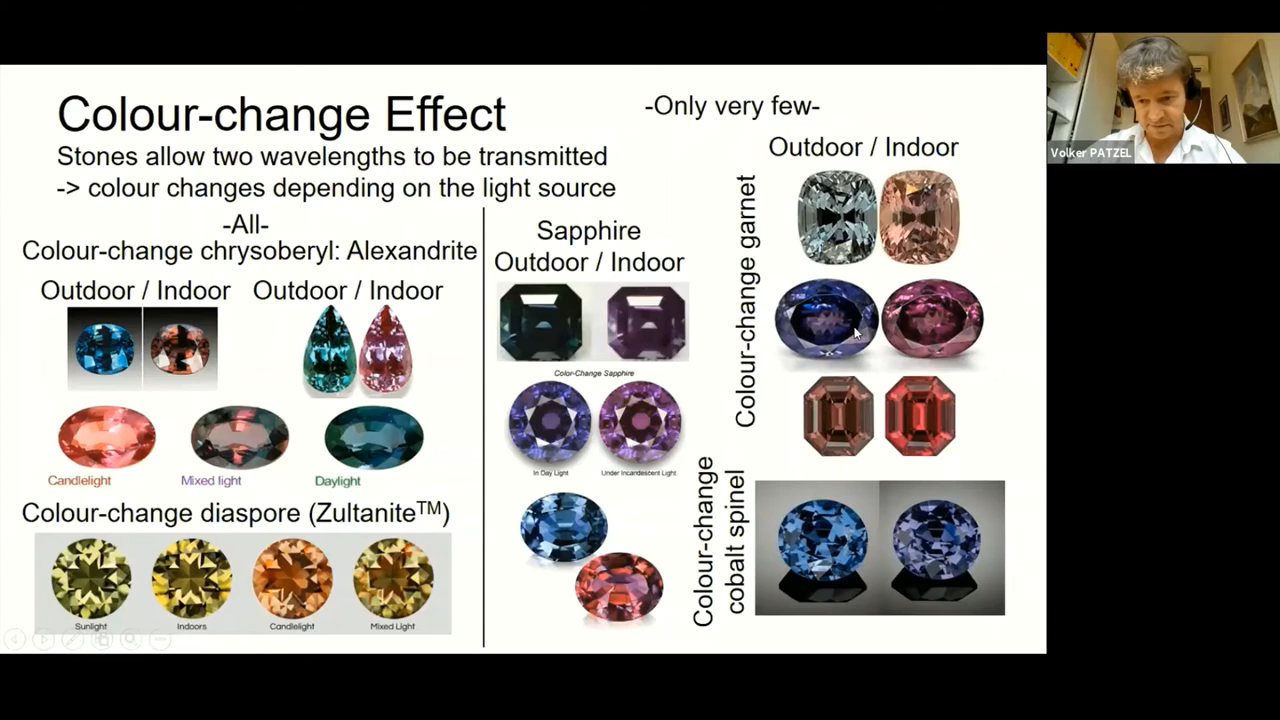 Colour-change Effect
Stones allow two wavelengths to be transmitted
-> colour changes depending on the light source
-All-
Colour-change chrysoberyl: Alexandrite
Outdoor / Indoor
Outdoor / Indoor
Candlelight
Mixed light
Daylight
Colour-change diaspore (Zultanite™)
Sunlight
Indoors
Candlelight
Mixed Light
-Only very few-
Sapphire
Outdoor / Indoor
Color-Change Sapphire
In Day Light
Under Incandescent Light
Outdoor / Indoor
Colour-change garnet
Colour-change
cobalt spinel
Volker PATZEL